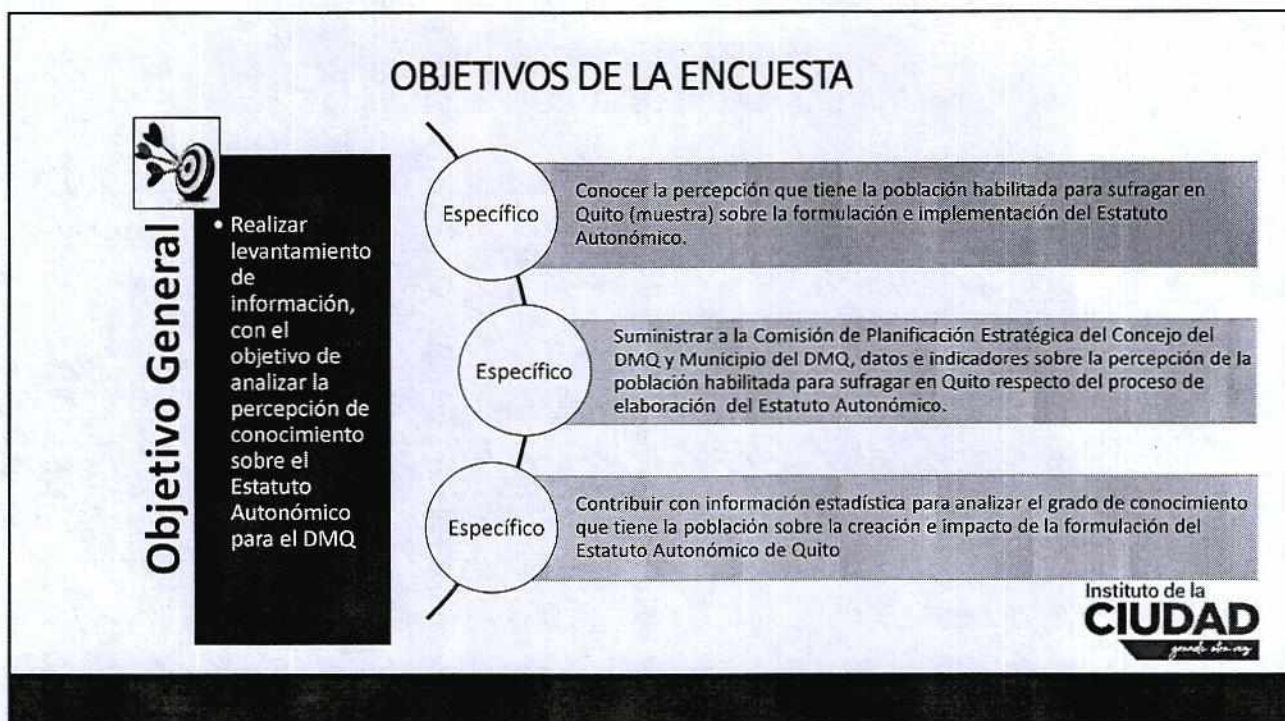 OBJETIVOS DE LA ENCUESTA
Objetivo General
• Realizar
levantamiento
de
información,
con el
objetivo de
analizar la
percepción de
conocimiento
sobre el
Estatuto
Autonómico
para el DMQ
Específico
Conocer la percepción que tiene la población habilitada para sufragar en
Quito (muestra) sobre la formulación e implementación del Estatuto
Autonómico.
Específico
Suministrar a la Comisión de Planificación Estratégica del Concejo del
DMQ y Municipio del DMQ, datos e indicadores sobre la percepción de la
población habilitada para sufragar en Quito respecto del proceso de
elaboración del Estatuto Autonómico.
Específico
Contribuir con información estadística para analizar el grado de conocimiento
que tiene la población sobre la creación e impacto de la formulación del
Estatuto Autonómico de Quito
Instituto de la
CIUDAD
grande otra vez